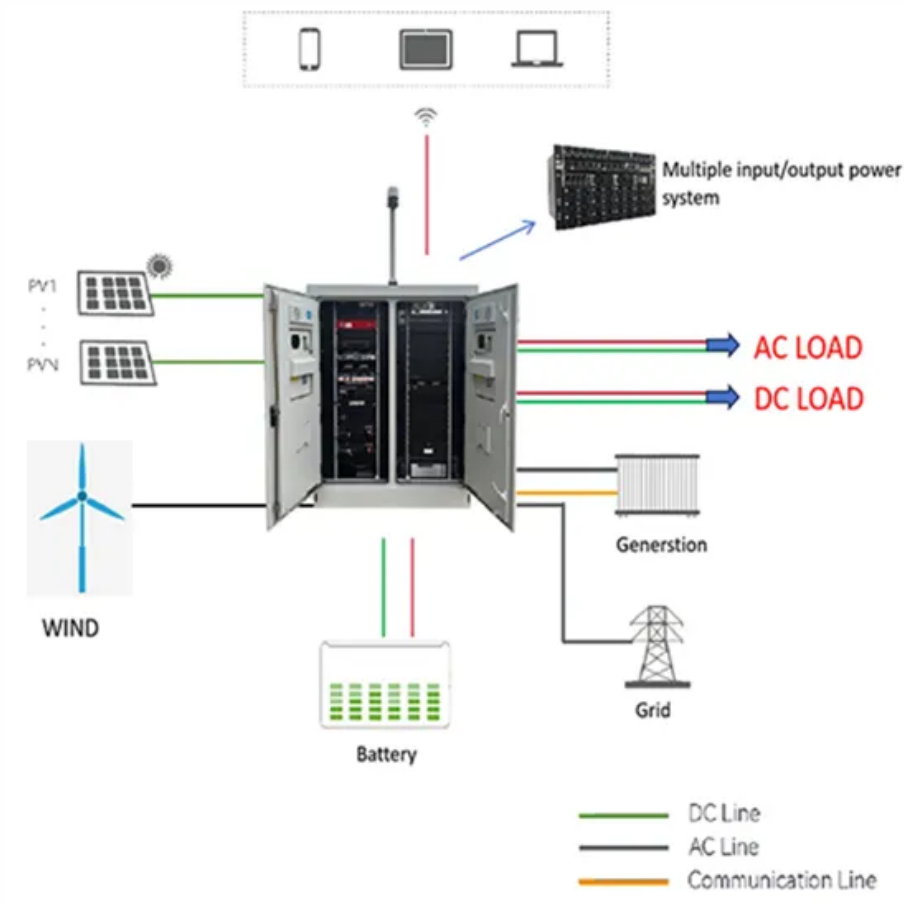 Multiple input/output power
system
PV1
PVN
AC LOAD
DC LOAD
WIND
Generstion
Grid
Battery
DC Line
AC Line
Communication Line